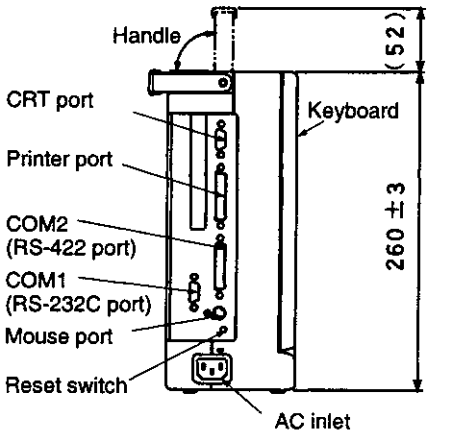 Handle
(52)
CRT port
Keyboard
Printer port
260±3
COM2
(RS-422 port)
COM1
(RS-232C port)
Mouse port
Reset switch
AC inlet